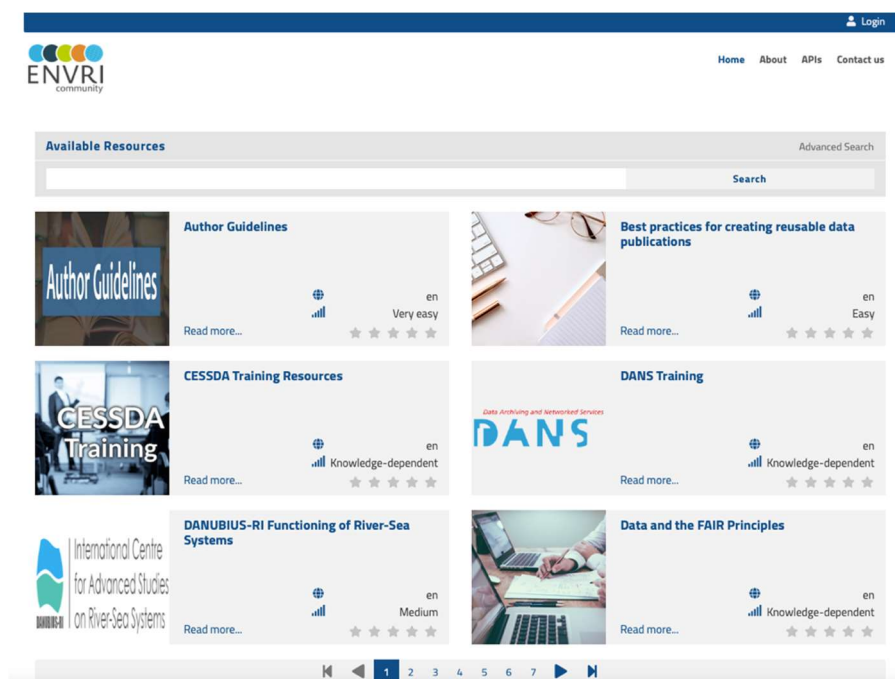 Login
ENVRI
community
Home About APIs Contact us
Available Resources
Advanced Search
Search
Author Guidelines
Author Guidelines
en
Very easy
Read more...
Best practices for creating reusable data
publications
en
Easy
Read more...
CESSDA
Training
CESSDA Training Resources
en
Knowledge-dependent
Read more...
Data Archiving and Networked Services
DANS
DANS Training
en
Knowledge-dependent
Read more...
International Centre
for Advanced Studies
DANUBIUS-RI on River-Sea Systems
DANUBIUS-RI Functioning of River-Sea
Systems
en
Medium
Read more...
Data and the FAIR Principles
en
Knowledge-dependent
Read more...
1 2 3 4 5 6 7